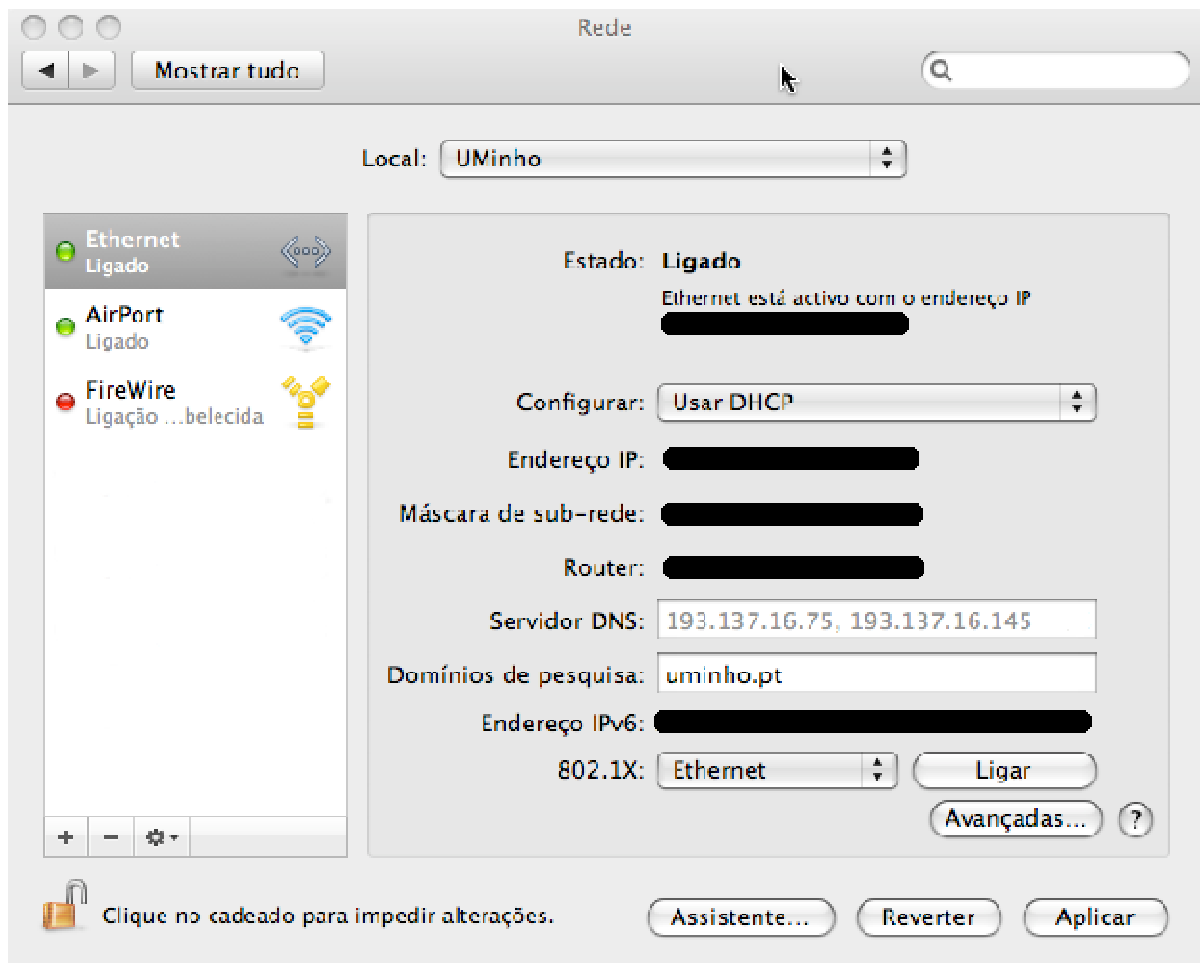 Rede
Mostrar tudo
Local: UMinho
Ethernet
Ligado
AirPort
Ligado
FireWire
Ligação ...belecida
Estado: Ligado
Ethernet está activo com o endereço IP
Configurar: Usar DHCP
Endereço IP:
Máscara de sub-rede:
Router:
Servidor DNS: 193.137.16.75, 193.137.16.145
Domínios de pesquisa: uminho.pt
Endereço IPv6:
802.1X: Ethernet Ligar
Avançadas... ?
Clique no cadeado para impedir alterações.
Assistente... Reverter Aplicar